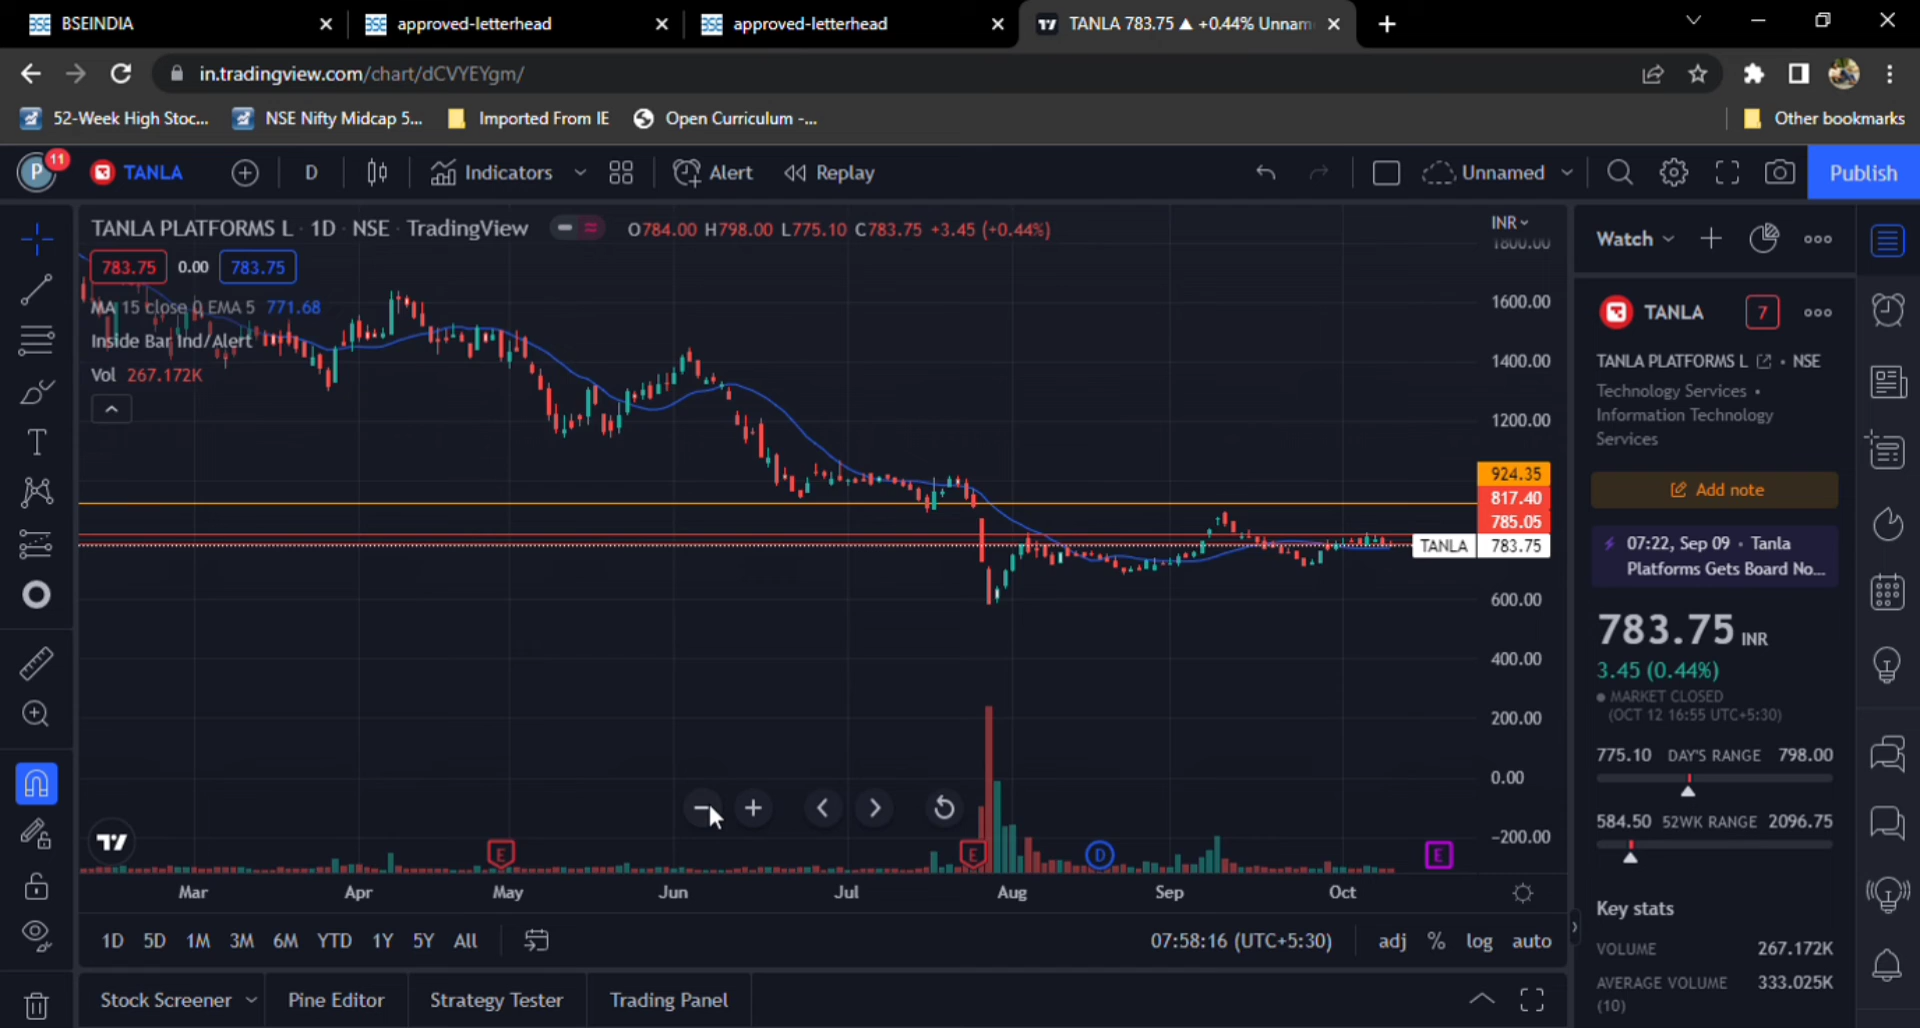 BSEINDIA
approved-letterhead
approved-letterhead
TANLA 783.75 ▲ +0.44% Unnam
in.tradingview.com/chart/dCVYEYgm/
52-Week High Stoc...
NSE Nifty Midcap 5...
Imported From IE
Open Curriculum -...
Other bookmarks
P
11
TANLA
D
Indicators
Alert
Replay
Unnamed
Publish
TANLA PLATFORMS L · 1D · NSE · TradingView
O784.00 H798.00 L775.10 C783.75 +3.45 (+0.44%)
783.75
0.00
783.75
MA 15 close 0 EMA 5 771.68
Inside Bar Ind/Alert
Vol 267.172K
INR
1800.00
1600.00
1400.00
1200.00
924.35
817.40
785.05
TANLA 783.75
600.00
400.00
200.00
0.00
-200.00
E
E
D
E
Mar
Apr
May
Jun
Jul
Aug
Sep
Oct
1D 5D 1M 3M 6M YTD 1Y 5Y All
07:58:16 (UTC+5:30)
adj % log auto
Stock Screener
Pine Editor
Strategy Tester
Trading Panel
Watch
TANLA
7
TANLA PLATFORMS L • NSE
Technology Services •
Information Technology
Services
Add note
07:22, Sep 09 • Tanla
Platforms Gets Board No...
783.75 INR
3.45 (0.44%)
MARKET CLOSED
(OCT 12 16:55 UTC+5:30)
775.10 DAY'S RANGE 798.00
584.50 52WK RANGE 2096.75
Key stats
VOLUME 267.172K
AVERAGE VOLUME 333.025K
(10)